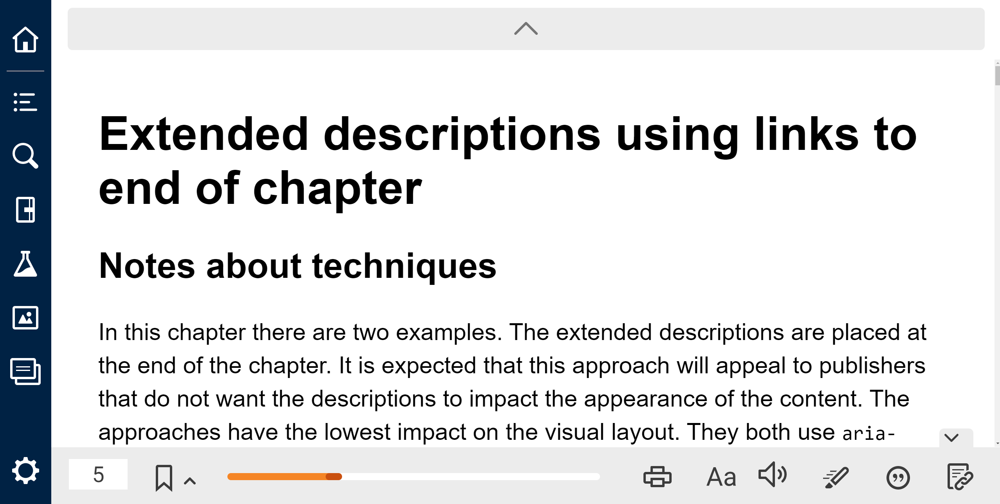 Extended descriptions using links to
end of chapter
Notes about techniques
In this chapter there are two examples. The extended descriptions are placed at
the end of the chapter. It is expected that this approach will appeal to publishers
that do not want the descriptions to impact the appearance of the content. The
approaches have the lowest impact on the visual layout. They both use aria-
5
Aa